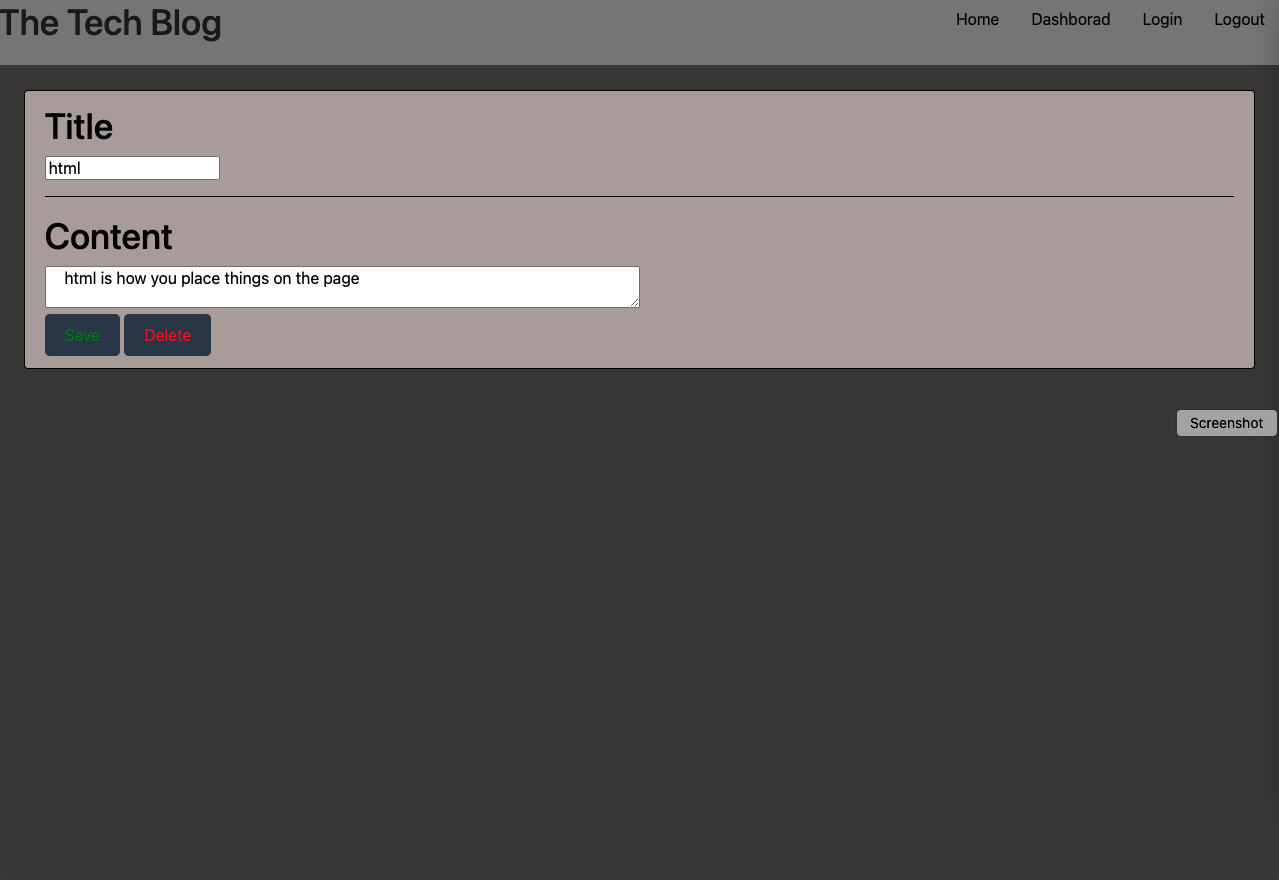 The Tech Blog
Home Dashborad Login Logout
Title
html
Content
html is how you place things on the page
Save Delete
Screenshot